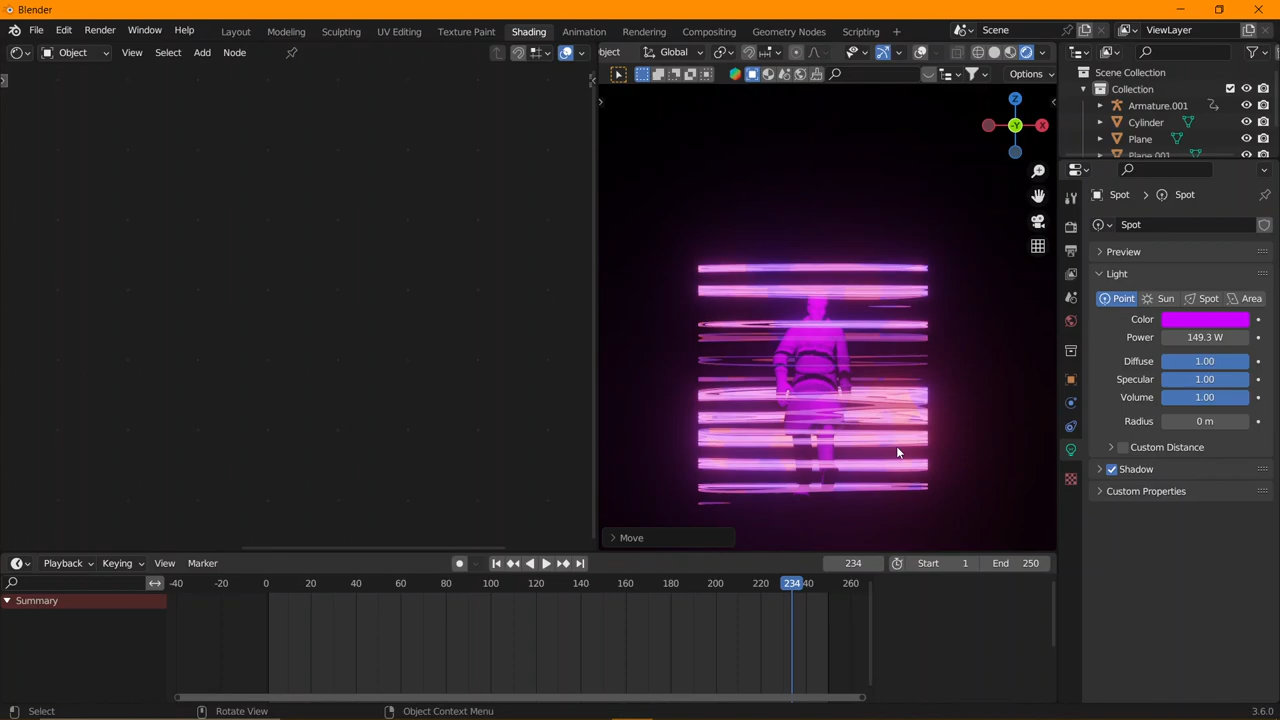 Blender
File Edit Render Window Help
Layout Modeling Sculpting UV Editing Texture Paint Shading Animation Rendering Compositing Geometry Nodes Scripting +
Scene
ViewLayer
Object View Select Add Node
bject Global
Options
Scene Collection
Collection
Armature.001
Cylinder
Plane
Plane.001
Z
-Y
X
Spot Spot
Spot
Preview
Light
Point Sun Spot Area
Color
Power 149.3 W
Diffuse 1.00
Specular 1.00
Volume 1.00
Radius 0 m
Custom Distance
Shadow
Custom Properties
Move
Playback Keying View Marker
234 Start 1 End 250
-40 -20 0 20 40 60 80 100 120 140 160 180 200 220 234 40 260
Summary
Select Rotate View Object Context Menu 3.6.0